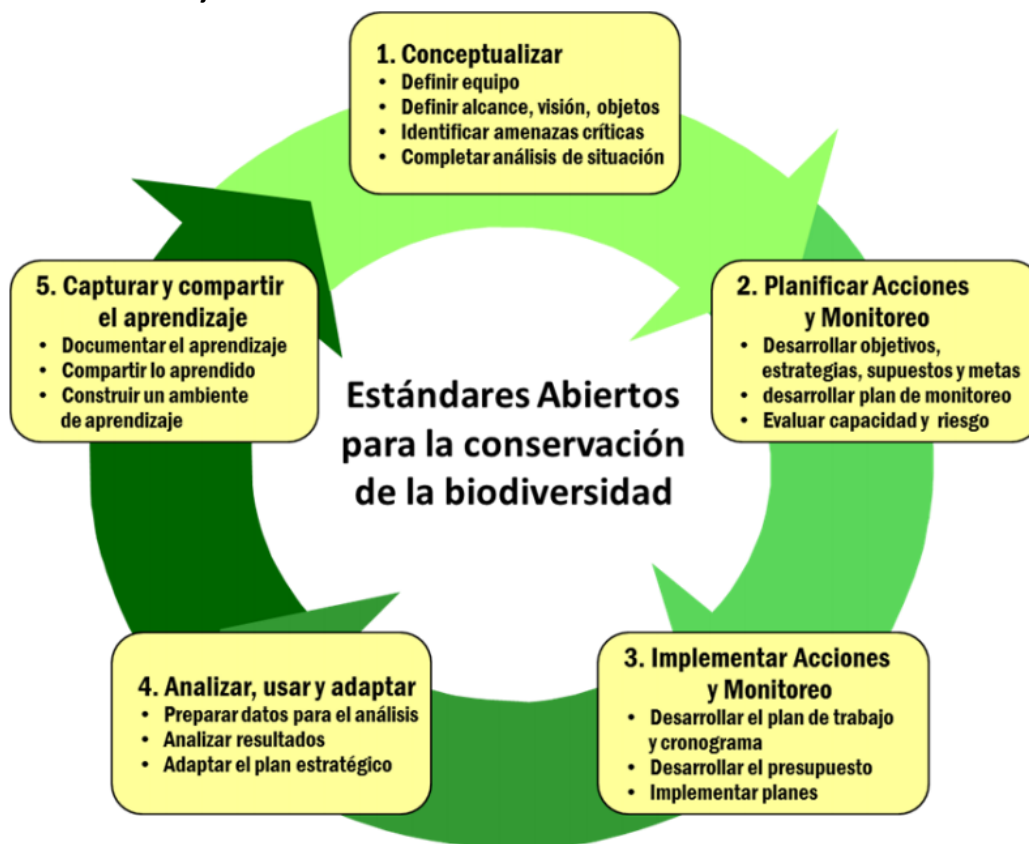 1. Conceptualizar
• Definir equipo
• Definir alcance, visión, objetos
• Identificar amenazas críticas
• Completar análisis de situación
2. Planificar Acciones
y Monitoreo
• Desarrollar objetivos,
estrategias, supuestos y metas
• desarrollar plan de monitoreo
• Evaluar capacidad y riesgo
3. Implementar Acciones
y Monitoreo
• Desarrollar el plan de trabajo
y cronograma
• Desarrollar el presupuesto
• Implementar planes
4. Analizar, usar y adaptar
• Preparar datos para el análisis
• Analizar resultados
• Adaptar el plan estratégico
5. Capturar y compartir
el aprendizaje
• Documentar el aprendizaje
• Compartir lo aprendido
• Construir un ambiente
de aprendizaje
Estándares Abiertos
para la conservación
de la biodiversidad